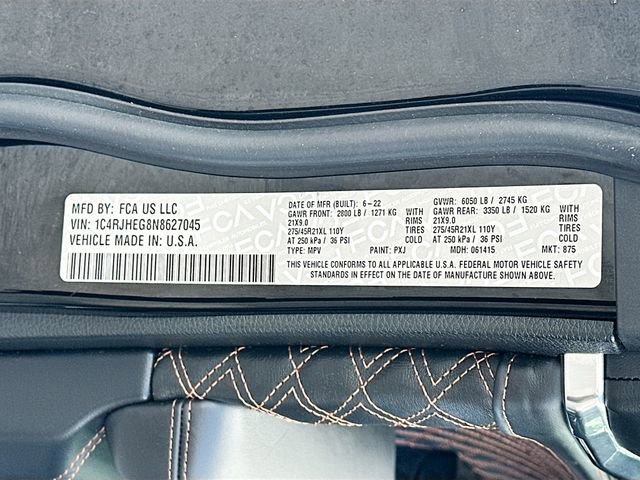 MFD BY: FCA US LLC
VIN: 1C4RJHEG8N8627045
VEHICLE MADE IN U.S.A.
DATE OF MFR (BUILT): 6-22
GVWR: 6050 LB / 2745 KG
GAWR FRONT: 2800 LB / 1271 KG WITH
GAWR REAR: 3350 LB / 1520 KG WITH
21X9.0 RIMS
21X9.0 RIMS
275/45R21XL 110Y
275/45R21XL 110Y
AT 250 kPa / 36 PSI COLD
AT 250 kPa / 36 PSI COLD
TYPE: MPV PAINT: PXJ MDH: 061415 MKT: 875
THIS VEHICLE CONFORMS TO ALL APPLICABLE U.S.A. FEDERAL MOTOR VEHICLE SAFETY
STANDARDS IN EFFECT ON THE DATE OF MANUFACTURE SHOWN ABOVE.